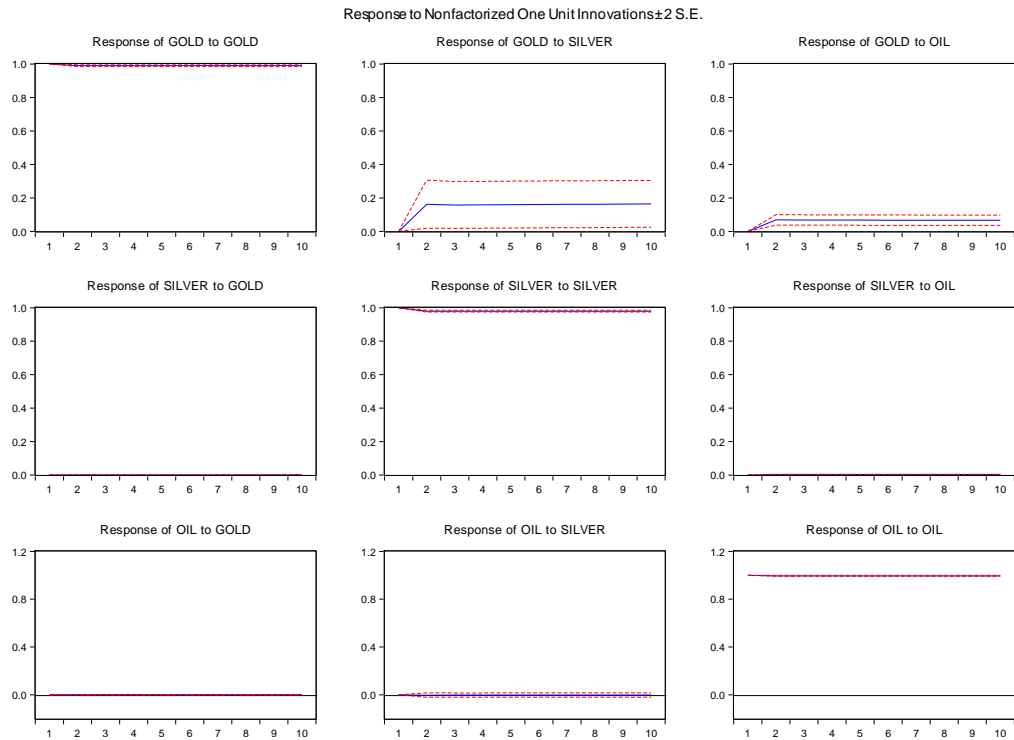 Response to Nonfactorized One Unit Innovations±2 S.E.
Response of GOLD to GOLD
1.0
0.8
0.6
0.4
0.2
0.0
1 2 3 4 5 6 7 8 9 10
Response of GOLD to SILVER
1.0
0.8
0.6
0.4
0.2
0.0
1 2 3 4 5 6 7 8 9 10
Response of GOLD to OIL
1.0
0.8
0.6
0.4
0.2
0.0
1 2 3 4 5 6 7 8 9 10
Response of SILVER to GOLD
1.0
0.8
0.6
0.4
0.2
0.0
1 2 3 4 5 6 7 8 9 10
Response of SILVER to SILVER
1.0
0.8
0.6
0.4
0.2
0.0
1 2 3 4 5 6 7 8 9 10
Response of SILVER to OIL
1.0
0.8
0.6
0.4
0.2
0.0
1 2 3 4 5 6 7 8 9 10
Response of OIL to GOLD
1.2
0.8
0.4
0.0
1 2 3 4 5 6 7 8 9 10
Response of OIL to SILVER
1.2
0.8
0.4
0.0
1 2 3 4 5 6 7 8 9 10
Response of OIL to OIL
1.2
0.8
0.4
0.0
1 2 3 4 5 6 7 8 9 10